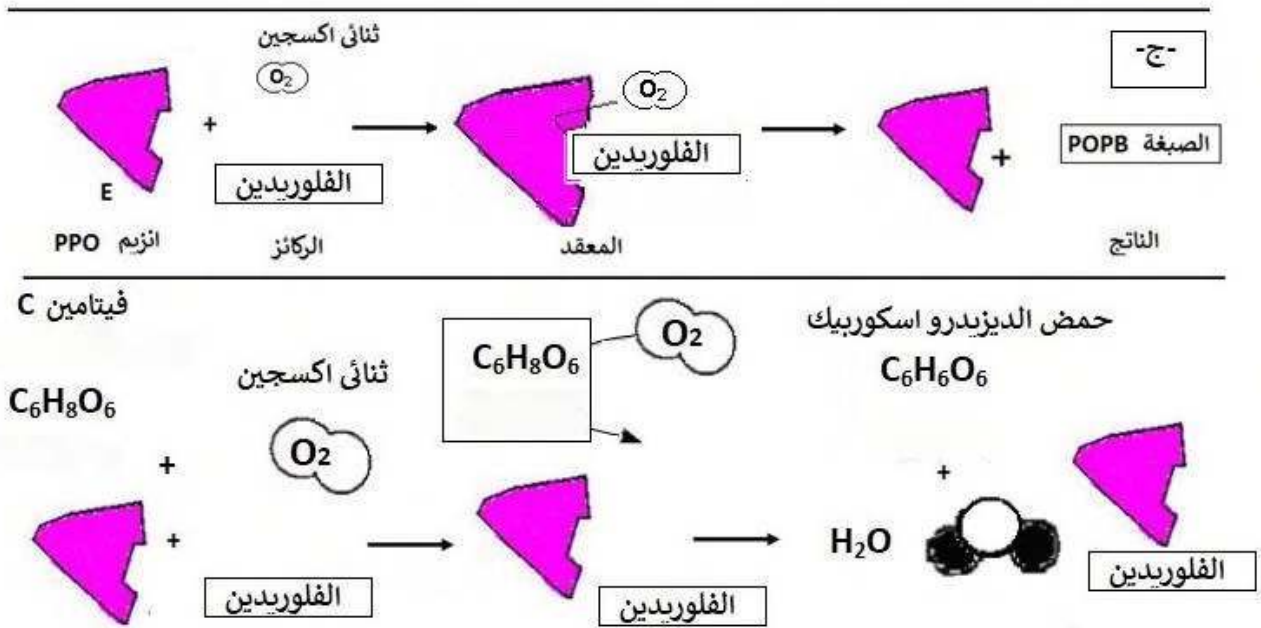 ثنائى اكسجين
-ج-
O₂
O₂
+
الفلوريدين
الفلوريدين
+
الصبغة POPB
E
انزيم PPO
الركائز
المعقد
الناتج
فيتامين C
حمض الديزيدرو اسكوربيك
O₂
C₆H₈O₆
C₆H₆O₆
ثنائى اكسجين
C₆H₈O₆
O₂
+
+
+
H₂O
الفلوريدين
الفلوريدين
الفلوريدين